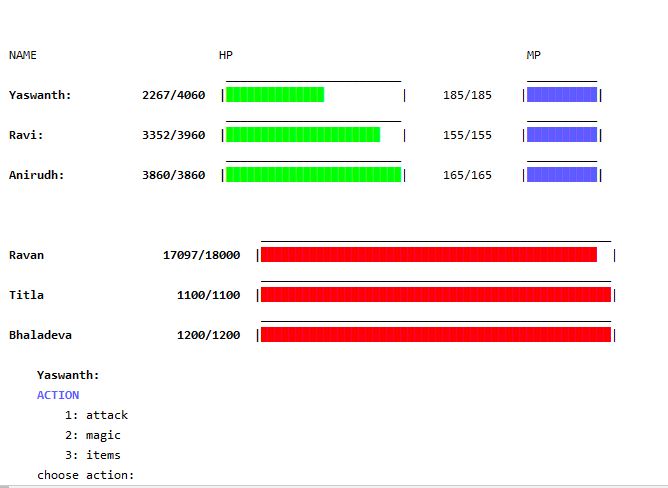 NAME HP MP
Yaswanth: 2267/4060 | | 185/185 | |
Ravi: 3352/3960 | | 155/155 | |
Anirudh: 3860/3860 | | 165/165 | |
Ravan 17097/18000 | |
Titla 1100/1100 | |
Bhaladeva 1200/1200 | |
Yaswanth:
ACTION
1: attack
2: magic
3: items
choose action: